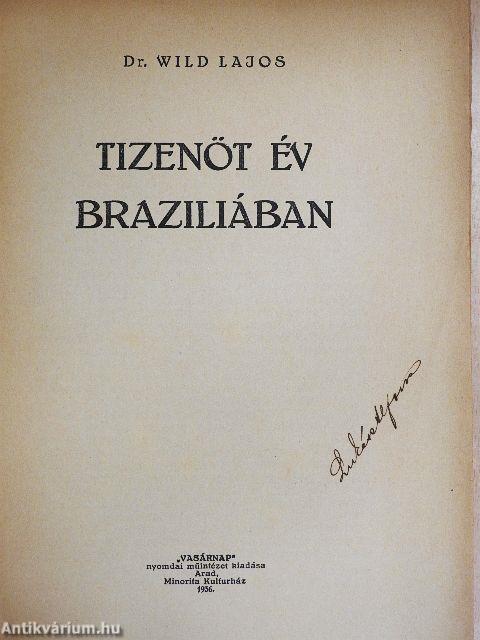 Dr. WILD LAJOS
TIZENÖT ÉV
BRAZILIÁBAN
„VASÁRNAP"
nyomdai műintézet kiadása
Arad,
Minorita Kulturház
1936.
Antikvárium.hu